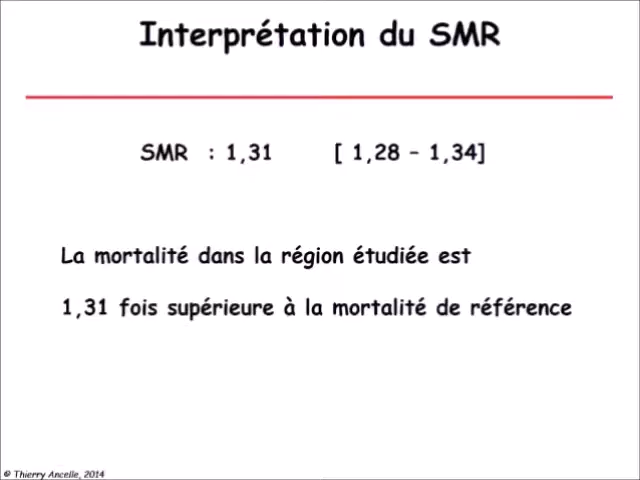 Interprétation du SMR
SMR : 1,31 [ 1,28 – 1,34]
La mortalité dans la région étudiée est
1,31 fois supérieure à la mortalité de référence
© Thierry Ancelle, 2014